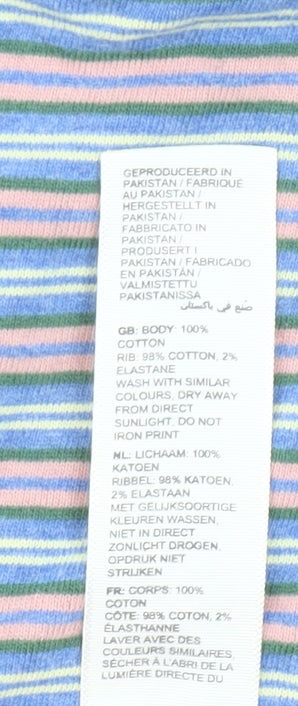 GEPRODUCEERD IN
PAKISTAN / FABRIQUÉ
AU PAKISTAN /
HERGESTELLT IN
PAKISTAN /
FABBRICATO IN
PAKISTAN /
PRODUSERT I
PAKISTAN / FABRICADO
EN PAKISTÁN /
VALMISTETTU
PAKISTANISSA
صُنع في باكستان
GB: BODY: 100%
COTTON
RIB: 98% COTTON, 2%
ELASTANE
WASH WITH SIMILAR
COLOURS, DRY AWAY
FROM DIRECT
SUNLIGHT. DO NOT
IRON PRINT
NL: LICHAAM: 100%
KATOEN
RIBBEL: 98% KATOEN,
2% ELASTAAN
MET GELIJKSOORTIGE
KLEUREN WASSEN,
NIET IN DIRECT
ZONLICHT DROGEN,
OPDRUK NIET
STRIJKEN
FR: CORPS: 100%
COTON
CÔTE: 98% COTON, 2%
ÉLASTHANNE
LAVER AVEC DES
COULEURS SIMILAIRES,
SÉCHER À L'ABRI DE LA
LUMIÈRE DIRECTE DU